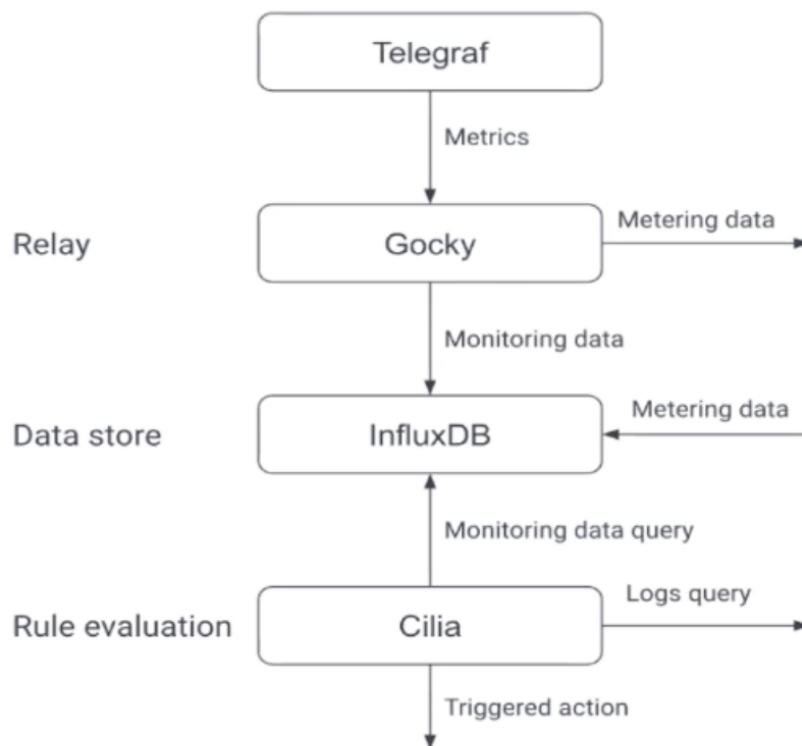 Telegraf
Metrics
Relay
Gocky
Metering data
Monitoring data
Metering data
Data store
InfluxDB
Monitoring data query
Logs query
Rule evaluation
Cilia
Triggered action